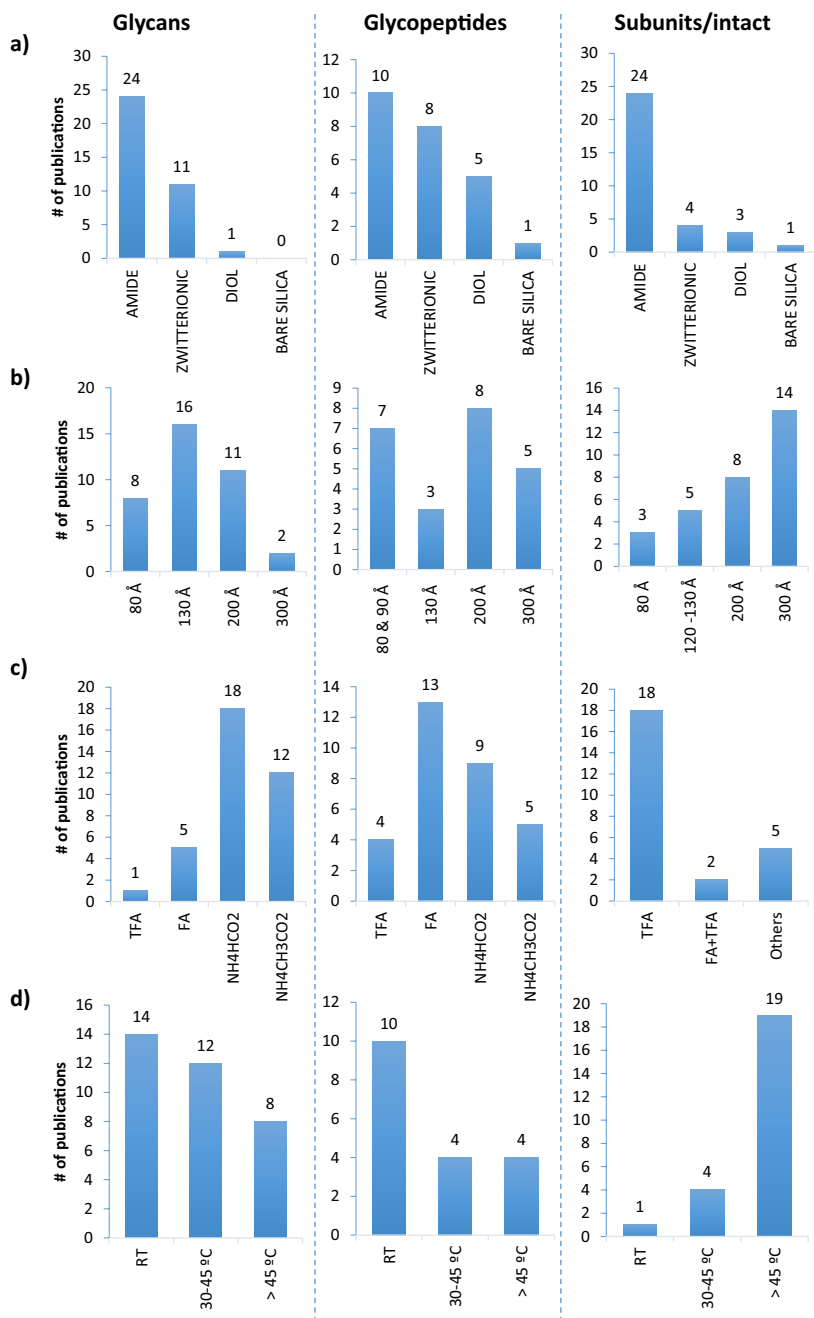 Glycans
Glycopeptides
Subunits/intact
a)
# of publications
30
25
20
15
10
5
0
24
11
1
0
AMIDE
ZWITTERIONIC
DIOL
BARE SILICA
12
10
8
6
4
2
0
10
8
5
1
AMIDE
ZWITTERIONIC
DIOL
BARE SILICA
30
25
20
15
10
5
0
24
4
3
1
AMIDE
ZWITTERIONIC
DIOL
BARE SILICA
b)
# of publications
20
15
10
5
0
8
16
11
2
80 Å
130 Å
200 Å
300 Å
9
8
7
6
5
4
3
2
1
0
7
3
8
5
80 & 90 Å
130 Å
200 Å
300 Å
16
14
12
10
8
6
4
2
0
3
5
8
14
80 Å
120 -130 Å
200 Å
300 Å
c)
# of publications
20
18
16
14
12
10
8
6
4
2
0
1
5
18
12
TFA
FA
NH4HCO2
NH4CH3CO2
14
12
10
8
6
4
2
0
4
13
9
5
TFA
FA
NH4HCO2
NH4CH3CO2
20
18
16
14
12
10
8
6
4
2
0
18
2
5
TFA
FA+TFA
Others
d)
# of publications
16
14
12
10
8
6
4
2
0
14
12
8
RT
30-45 ºC
> 45 ºC
12
10
8
6
4
2
0
10
4
4
RT
30-45 ºC
> 45 ºC
20
18
16
14
12
10
8
6
4
2
0
1
4
19
RT
30-45 ºC
> 45 ºC